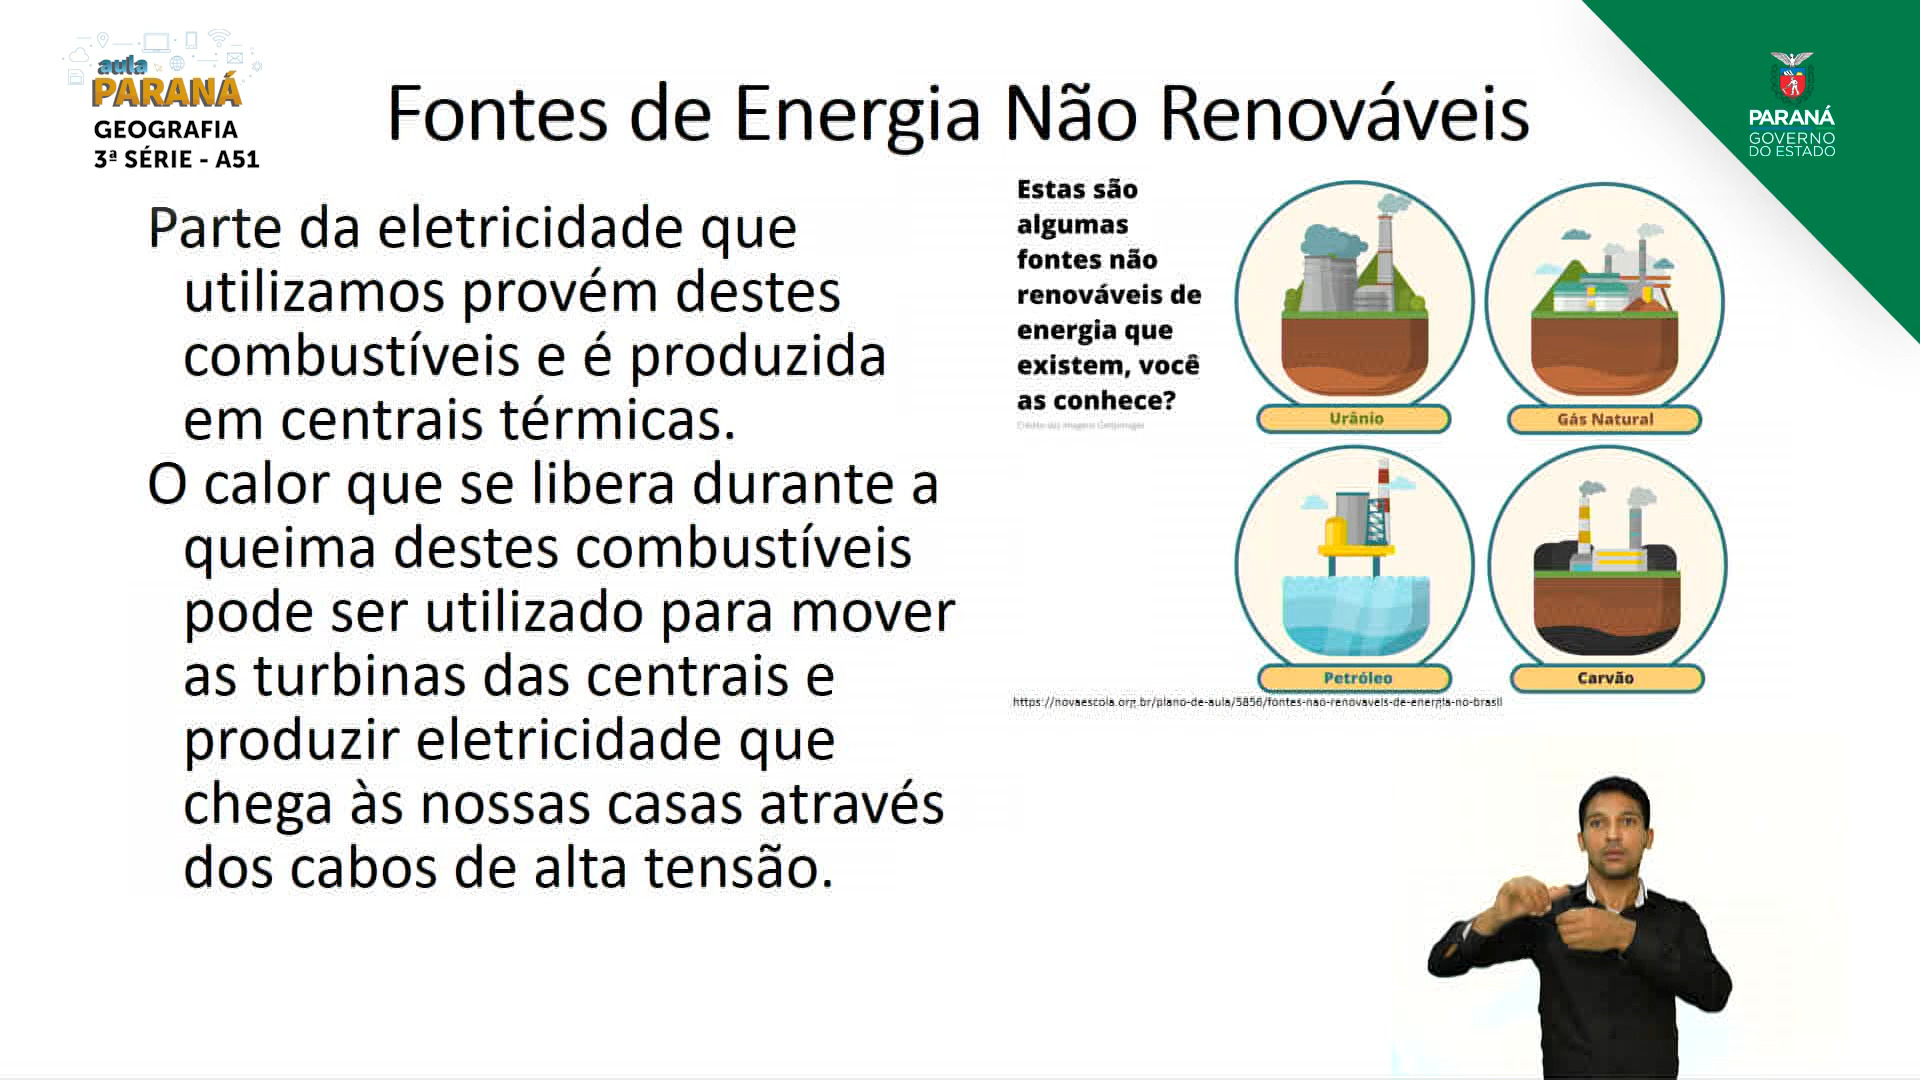 aula
PARANÁ
GEOGRAFIA
3ª SÉRIE - A51
Fontes de Energia Não Renováveis
PARANÁ
GOVERNO
DO ESTADO
Parte da eletricidade que
utilizamos provém destes
combustíveis e é produzida
em centrais térmicas.
O calor que se libera durante a
queima destes combustíveis
pode ser utilizado para mover
as turbinas das centrais e
produzir eletricidade que
chega às nossas casas através
dos cabos de alta tensão.
Estas são
algumas
fontes não
renováveis de
energia que
existem, você
as conhece?
Urânio
Gás Natural
Petróleo
Carvão
https://novaescola.org.br/plano-de-aula/5856/fontes-nao-renovaveis-de-energia-no-brasil